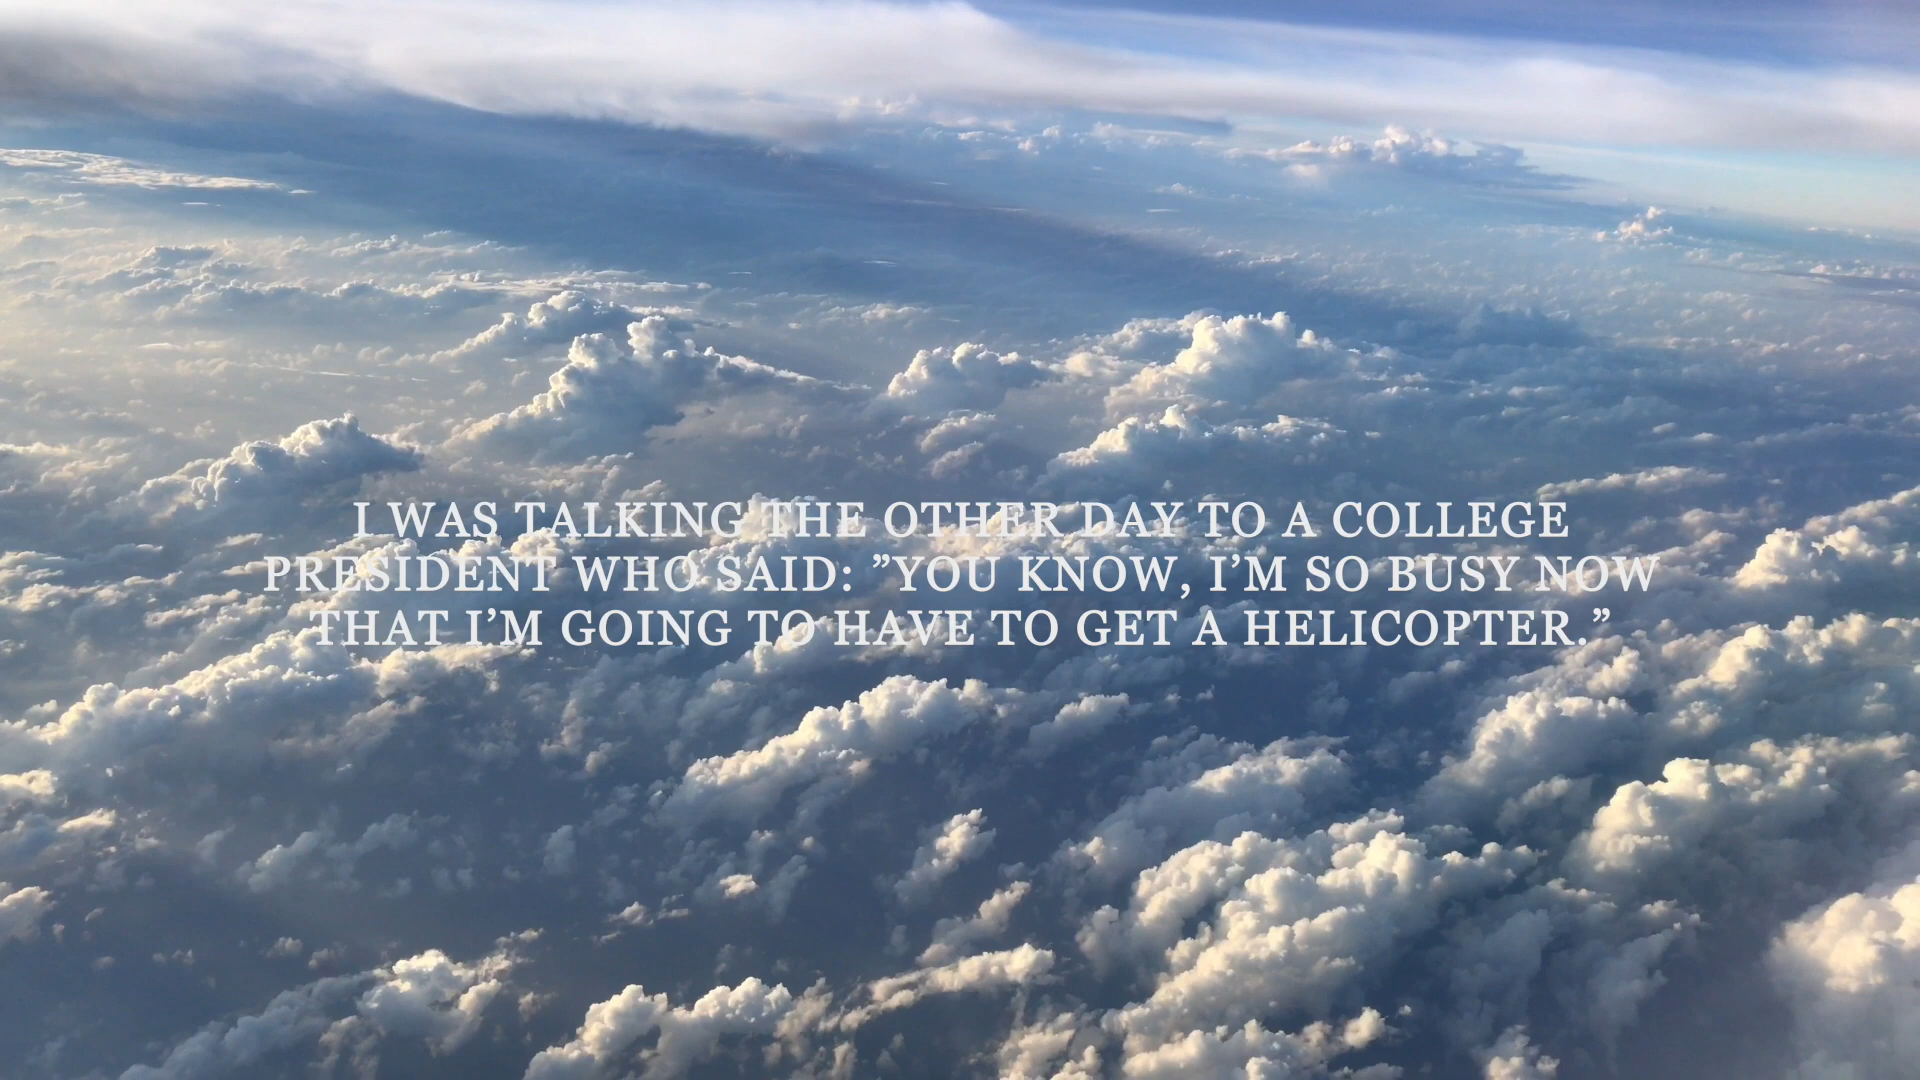 I WAS TALKING THE OTHER DAY TO A COLLEGE
PRESIDENT WHO SAID: ”YOU KNOW, I’M SO BUSY NOW
THAT I’M GOING TO HAVE TO GET A HELICOPTER.”